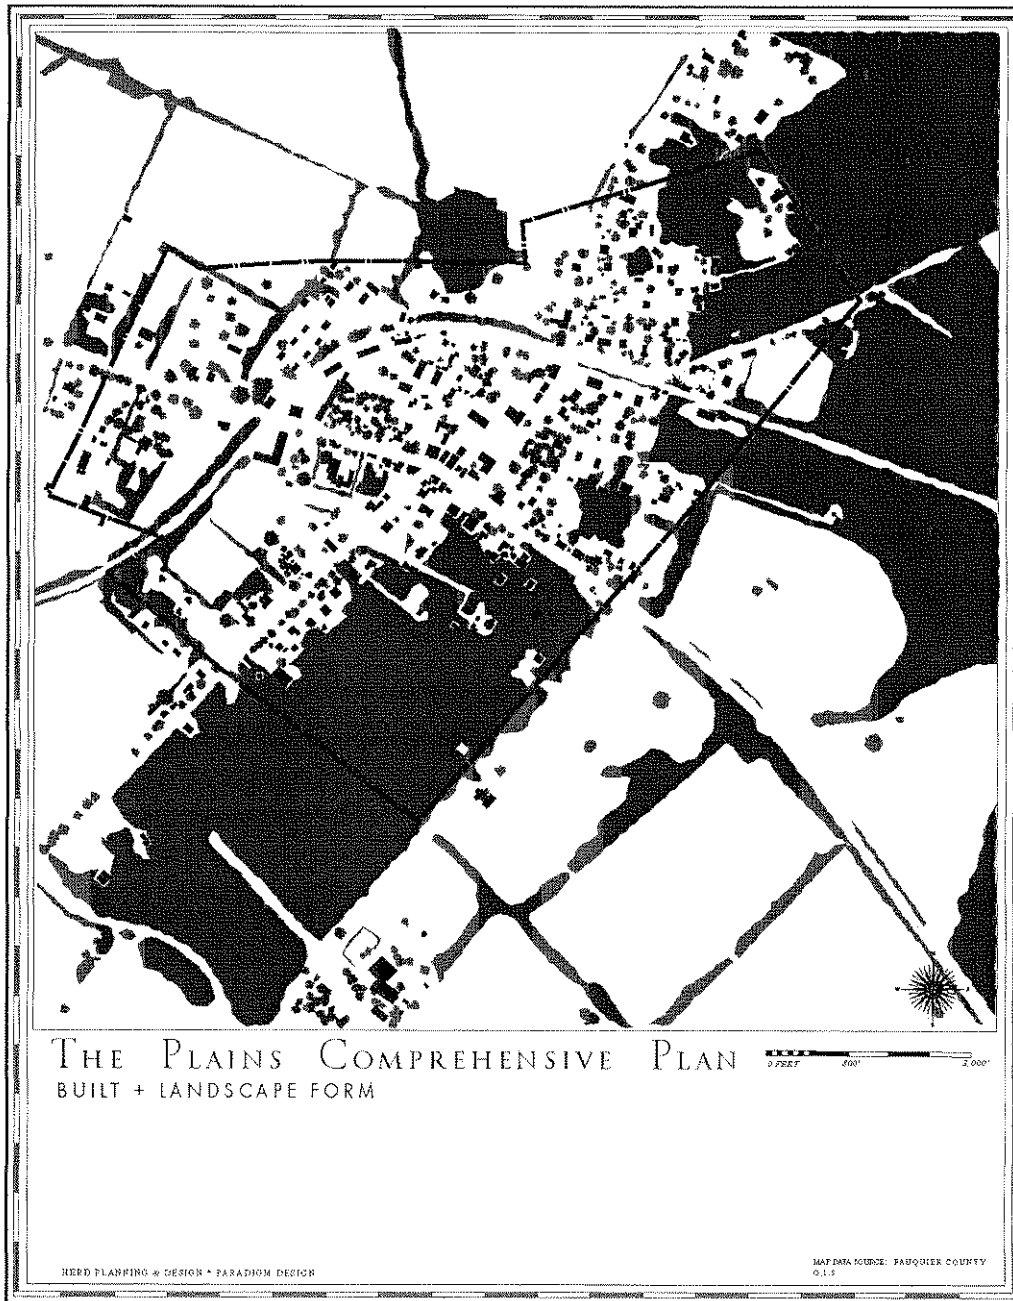 THE PLAINS COMPREHENSIVE PLAN
BUILT + LANDSCAPE FORM
0 FEET
HERD PLANNING & DESIGN * PARADIGM DESIGN
MAP DATA SOURCE: FAUQUIER COUNTY
G.I.S